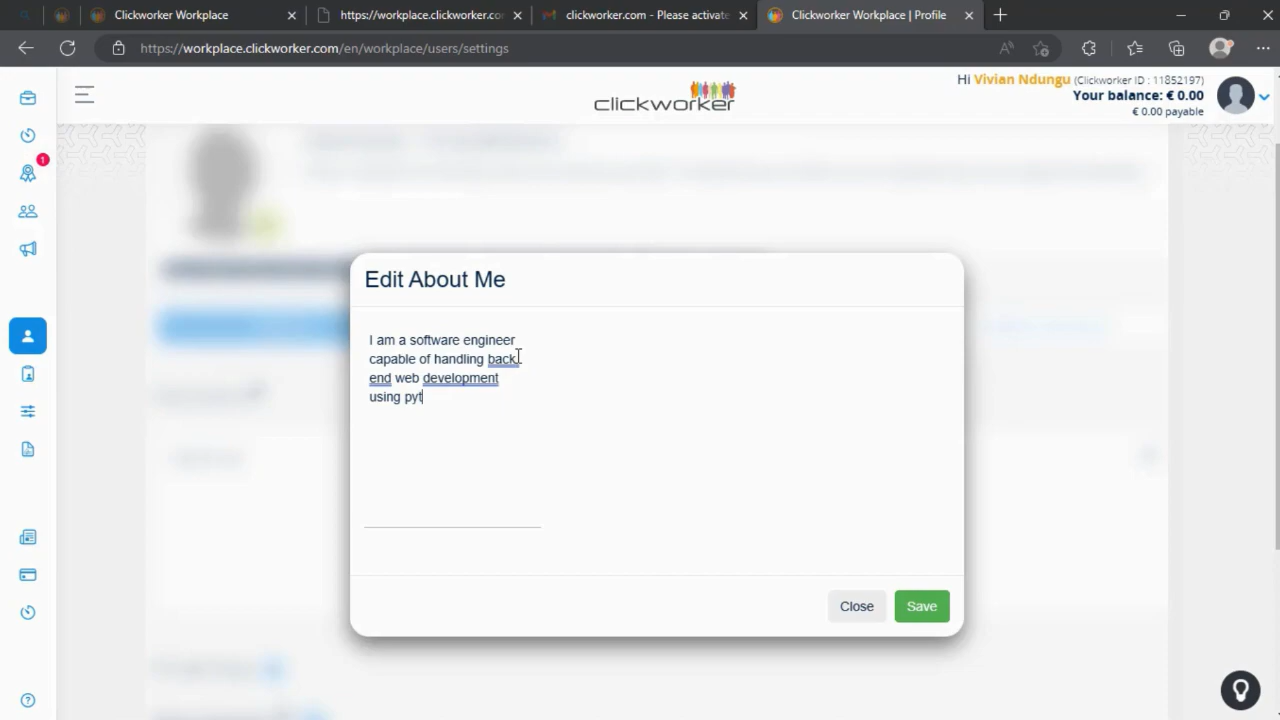 Clickworker Workplace
https://workplace.clickworker.co
clickworker.com - Please activate
Clickworker Workplace | Profile
https://workplace.clickworker.com/en/workplace/users/settings
clickworker
Hi Vivian Ndungu (Clickworker ID : 11852197)
Your balance: € 0.00
€ 0.00 payable
1
Edit About Me
I am a software engineer
capable of handling back
end web development
using pyt
Close
Save